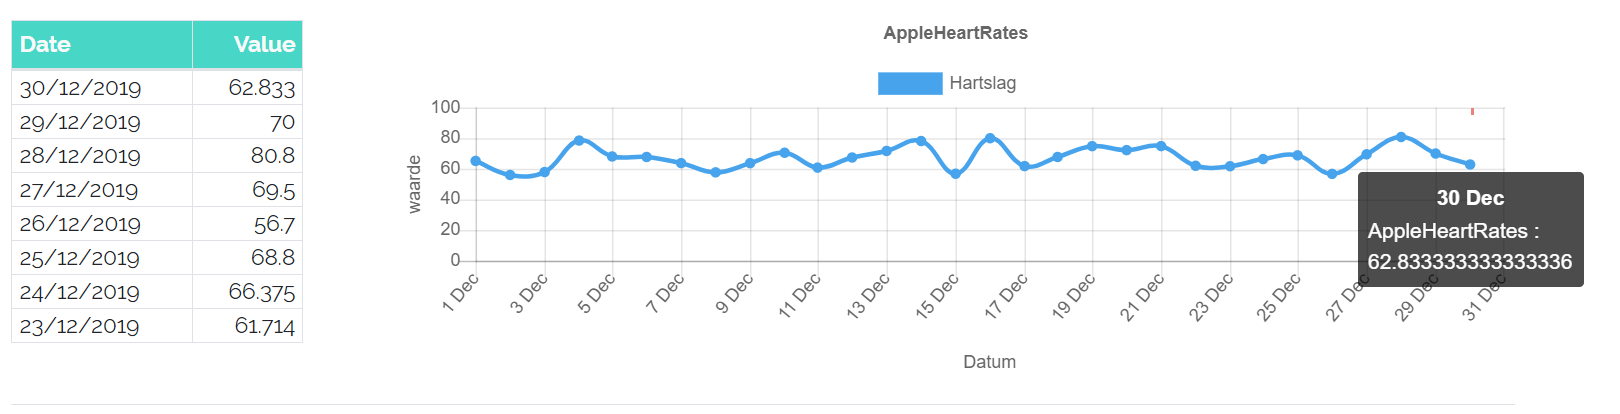 Date Value
30/12/2019 62.833
29/12/2019 70
28/12/2019 80.8
27/12/2019 69.5
26/12/2019 56.7
25/12/2019 68.8
24/12/2019 66.375
23/12/2019 61.714
AppleHeartRates
Hartslag
waarde
100
80
60
40
20
0
30 Dec
AppleHeartRates :
62.833333333333336
1 Dec
3 Dec
5 Dec
7 Dec
9 Dec
11 Dec
13 Dec
15 Dec
17 Dec
19 Dec
21 Dec
23 Dec
25 Dec
27 Dec
29 Dec
31 Dec
Datum